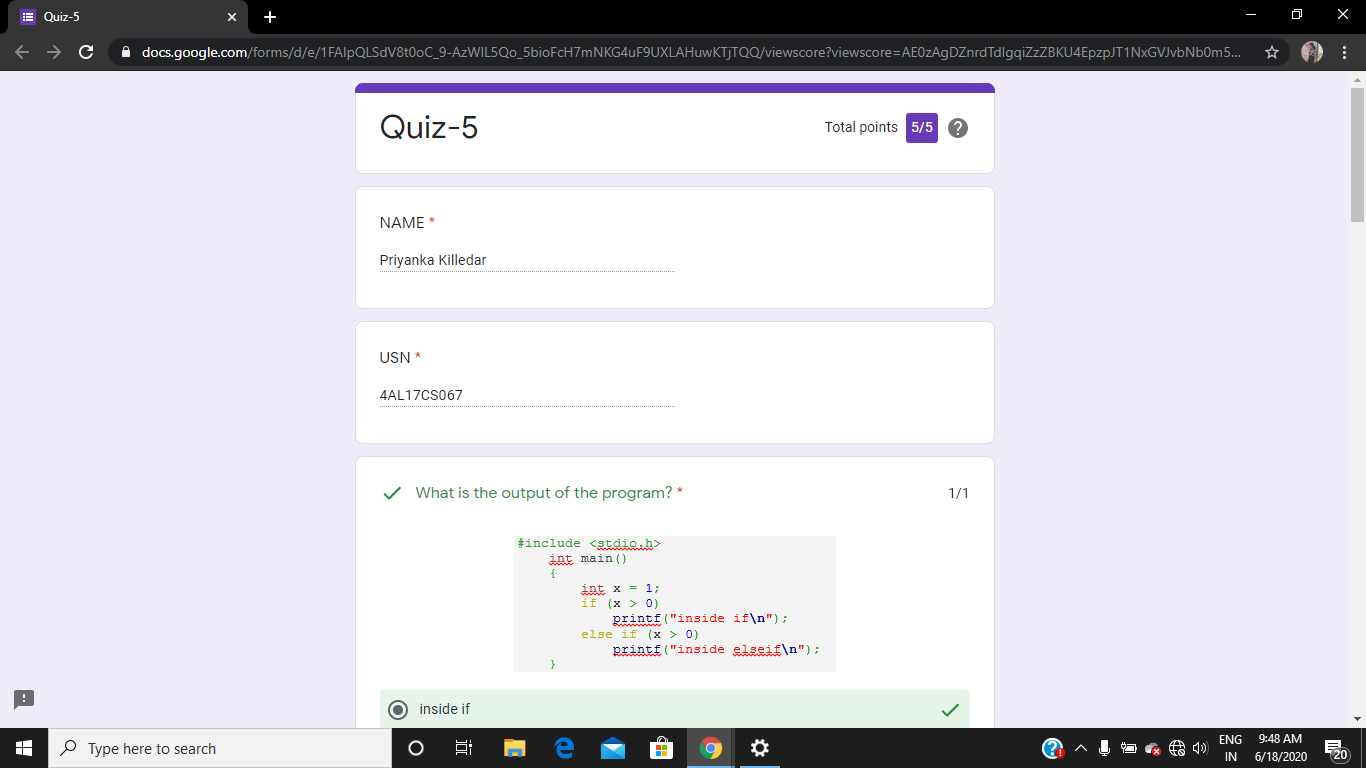 Quiz-5
docs.google.com/forms/d/e/1FAIpQLSdV8t0oC_9-AzWIL5Qo_5bioFcH7mNKG4uF9UXLAHuwKTjTQQ/viewscore?viewscore=AE0zAgDZnrdTdlgqiZzZBKU4EpzpJT1NxGVJvbNb0m5...
Quiz-5
Total points 5/5 ?
NAME *
Priyanka Killedar
USN *
4AL17CS067
What is the output of the program? *
1/1
#include <stdio.h>
int main()
{
int x = 1;
if (x > 0)
printf("inside if\n");
else if (x > 0)
printf("inside elseif\n");
}
inside if
Type here to search
ENG
IN
9:48 AM
6/18/2020
20